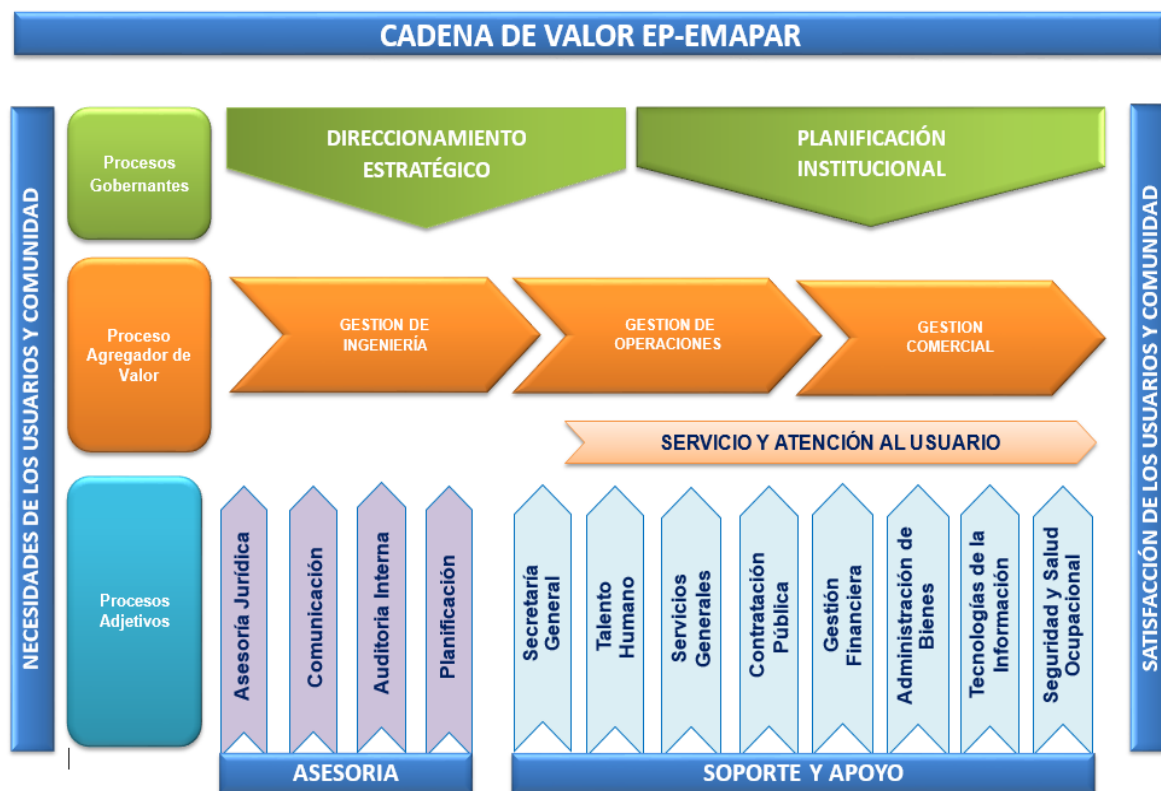 CADENA DE VALOR EP-EMAPAR
NECESIDADES DE LOS USUARIOS Y COMUNIDAD
Procesos
Gobernantes
DIRECCIONAMIENTO
ESTRATÉGICO
PLANIFICACIÓN
INSTITUCIONAL
Proceso
Agregador de
Valor
GESTION DE
INGENIERÍA
GESTION DE
OPERACIONES
GESTION
COMERCIAL
SERVICIO Y ATENCIÓN AL USUARIO
Procesos
Adjetivos
Asesoría Jurídica
Comunicación
Auditoria Interna
Planificación
Secretaría
General
Talento
Humano
Servicios
Generales
Contratación
Pública
Gestión
Financiera
Administración de
Bienes
Tecnologías de la
Información
Seguridad y Salud
Ocupacional
ASESORIA
SOPORTE Y APOYO
SATISFACCIÓN DE LOS USUARIOS Y COMUNIDAD